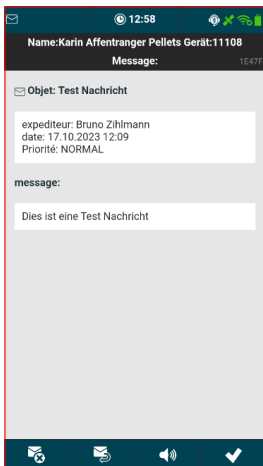 12:58
Name:Karin Affentranger Pellets Gerät:11108
Message:
1E47F
Objet: Test Nachricht
expediteur: Bruno Zihlmann
date: 17.10.2023 12:09
Priorité: NORMAL
message:
Dies ist eine Test Nachricht